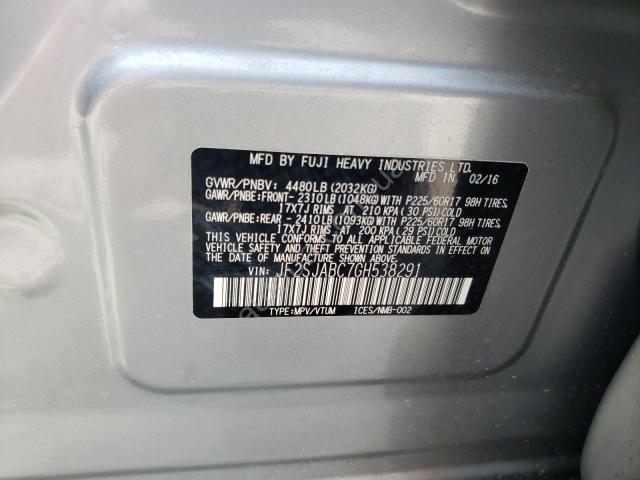 MFD BY FUJI HEAVY INDUSTRIES LTD.
MFD IN 02/16
GVWR/PNBV: 4480LB(2032KG)
GAWR/PNBE:FRONT- 2310LB(1048KG)WITH P225/60R17 98H TIRES.
17X7J RIMS AT 210 KPA(30 PSI)COLD
GAWR/PNBE:REAR - 2410LB(1093KG)WITH P225/60R17 98H TIRES.
17X7J RIMS AT 200 KPA(29 PSI)COLD
THIS VEHICLE CONFORMS TO ALL APPLICABLE FEDERAL MOTOR
VEHICLE SAFETY AND BUMPER STANDARDS IN EFFECT ON THE
DATE OF MANUFACTURE SHOWN ABOVE.
VIN: JF2SJABC7GH538291
TYPE:MPV/VTUM ICES/NMB-002